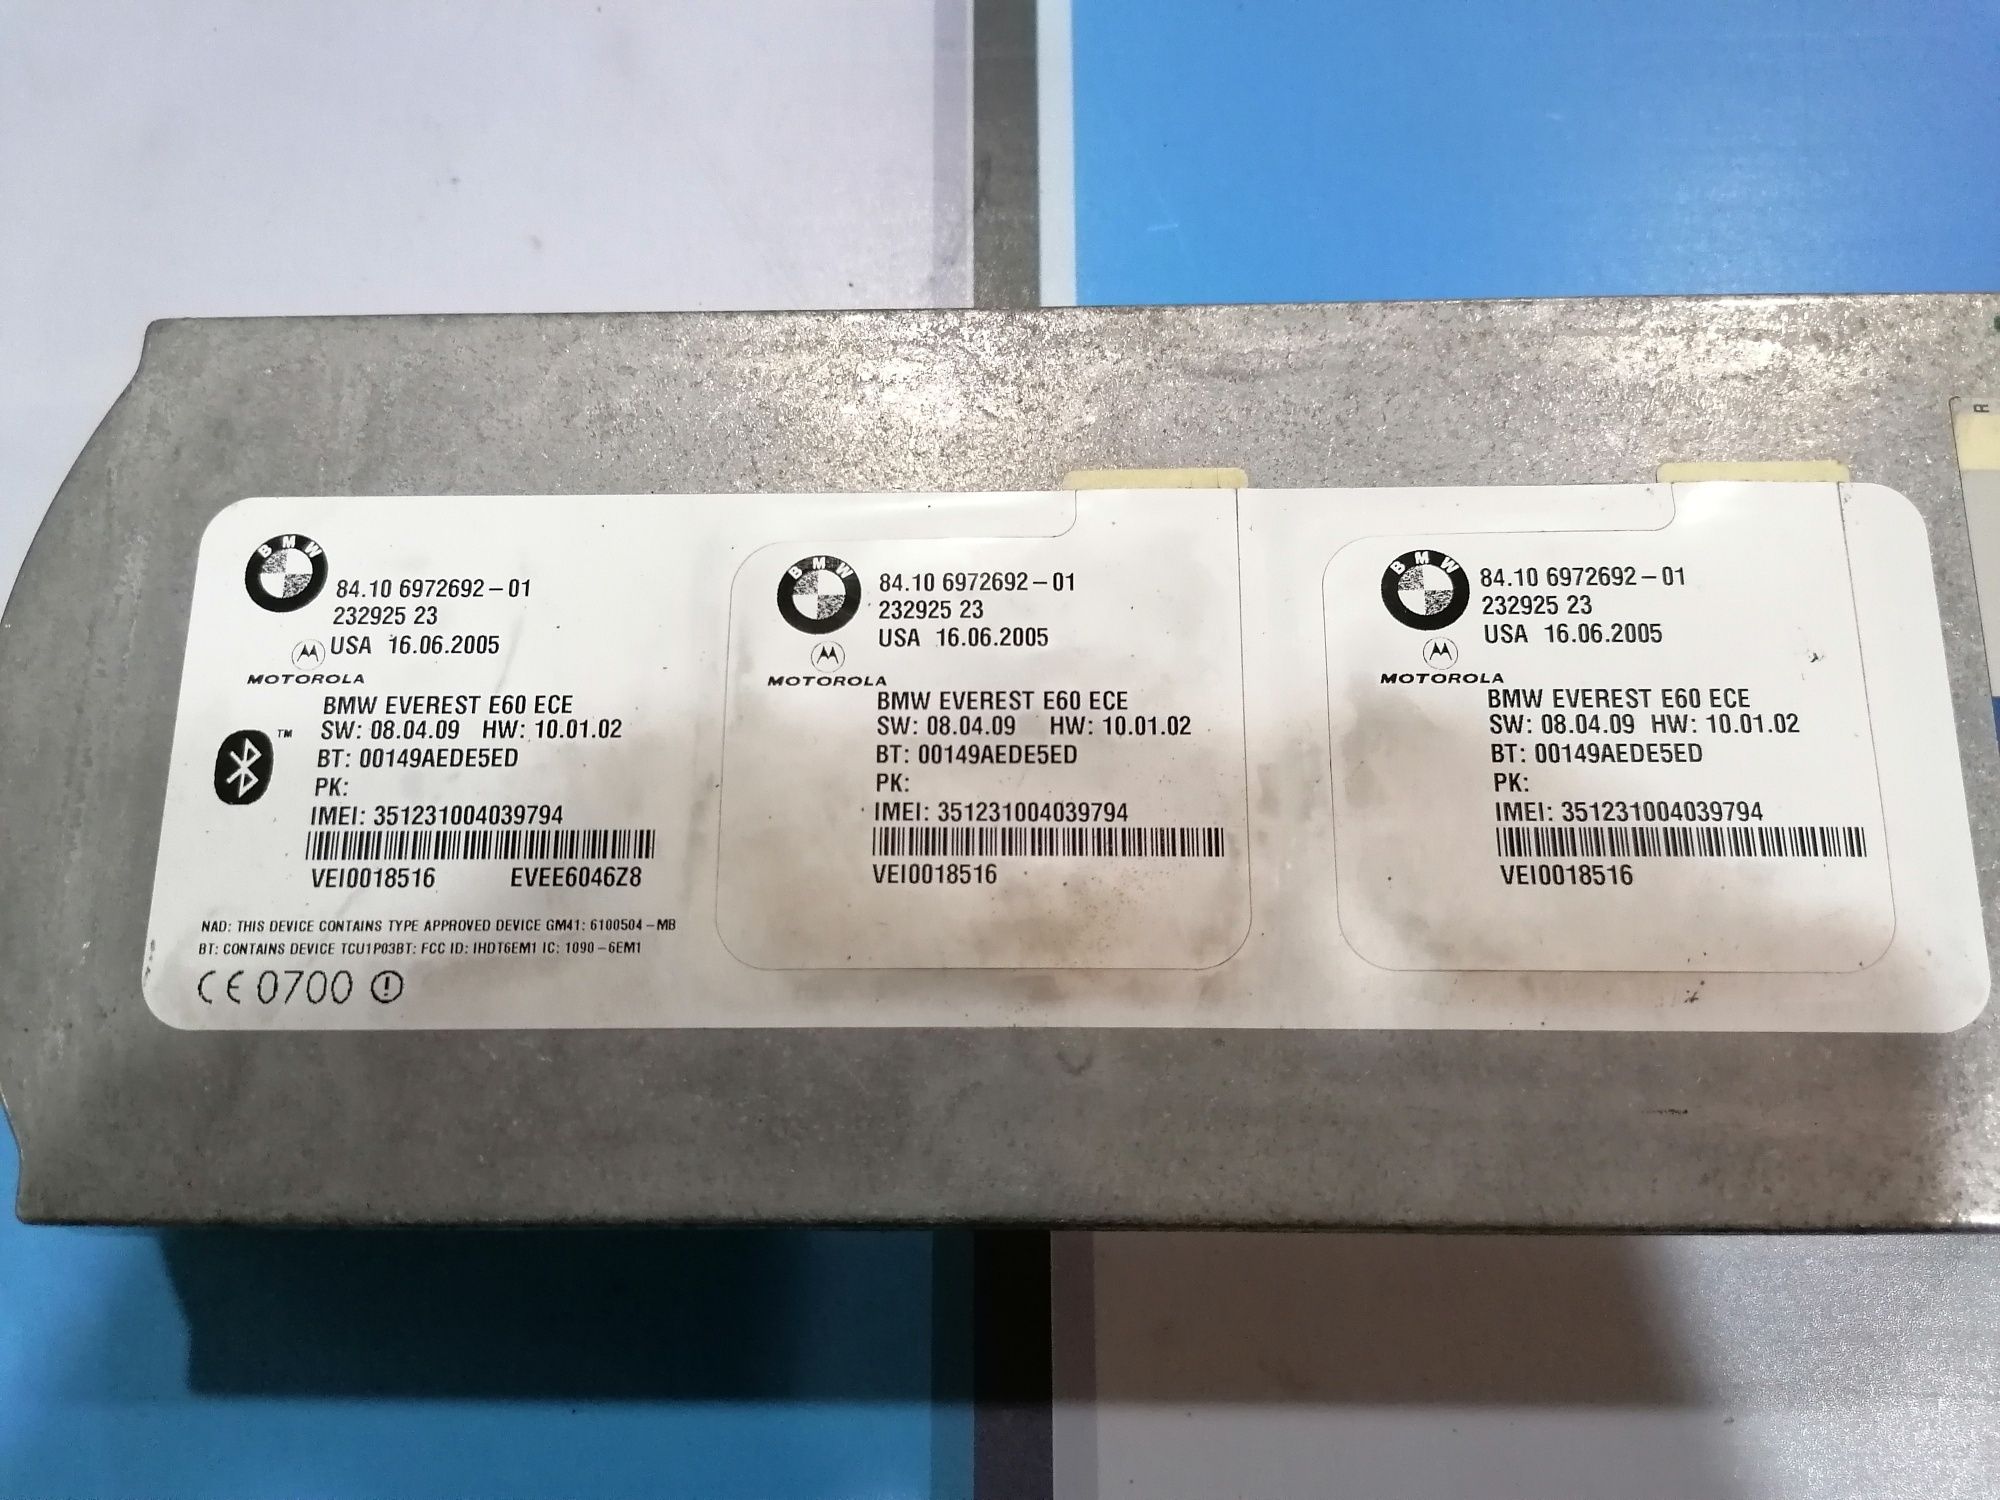 BMW
84.10 6972692-01
232925 23
USA 16.06.2005
MOTOROLA
BMW EVEREST E60 ECE
SW: 08.04.09 HW: 10.01.02
TM
BT: 00149AEDE5ED
PK:
IMEI: 351231004039794
VEI0018516 EVEE6046Z8
NAD: THIS DEVICE CONTAINS TYPE APPROVED DEVICE GM41: 6100504-MB
BT: CONTAINS DEVICE TCU1P03BT: FCC ID: IHDT6EM1 IC: 1090-6EM1
CE 0700
BMW
84.10 6972692-01
232925 23
USA 16.06.2005
MOTOROLA
BMW EVEREST E60 ECE
SW: 08.04.09 HW: 10.01.02
BT: 00149AEDE5ED
PK:
IMEI: 351231004039794
VEI0018516
BMW
84.10 6972692-01
232925 23
USA 16.06.2005
MOTOROLA
BMW EVEREST E60 ECE
SW: 08.04.09 HW: 10.01.02
BT: 00149AEDE5ED
PK:
IMEI: 351231004039794
VEI0018516
R